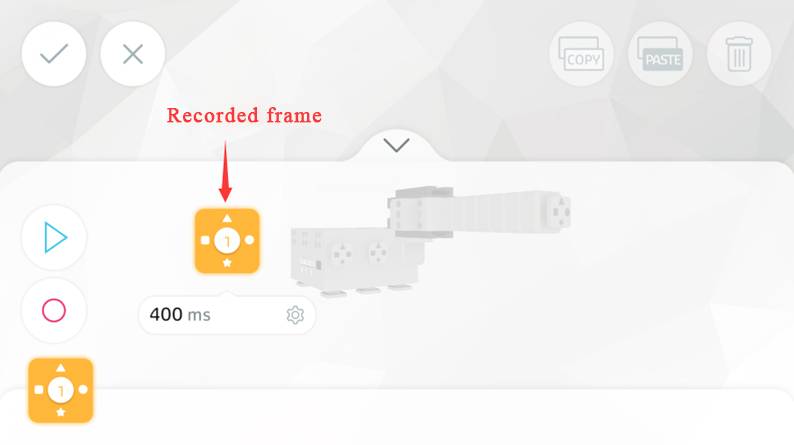 COPY
PASTE
Recorded frame
1
400 ms
1